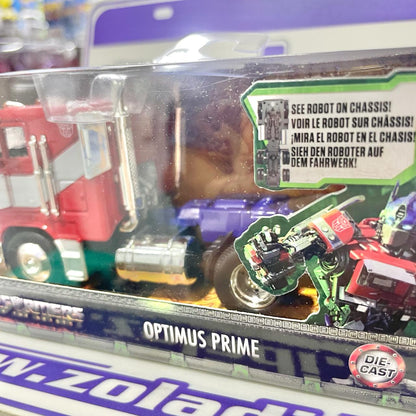 SEE ROBOT ON CHASSIS!
VOIR LE ROBOT SUR CHÂSSIS!
¡MIRA EL ROBOT EN EL CHASIS!
SIEH DEN ROBOTER AUF
DEM FAHRWERK!
OPTIMUS PRIME
DIE-
CAST